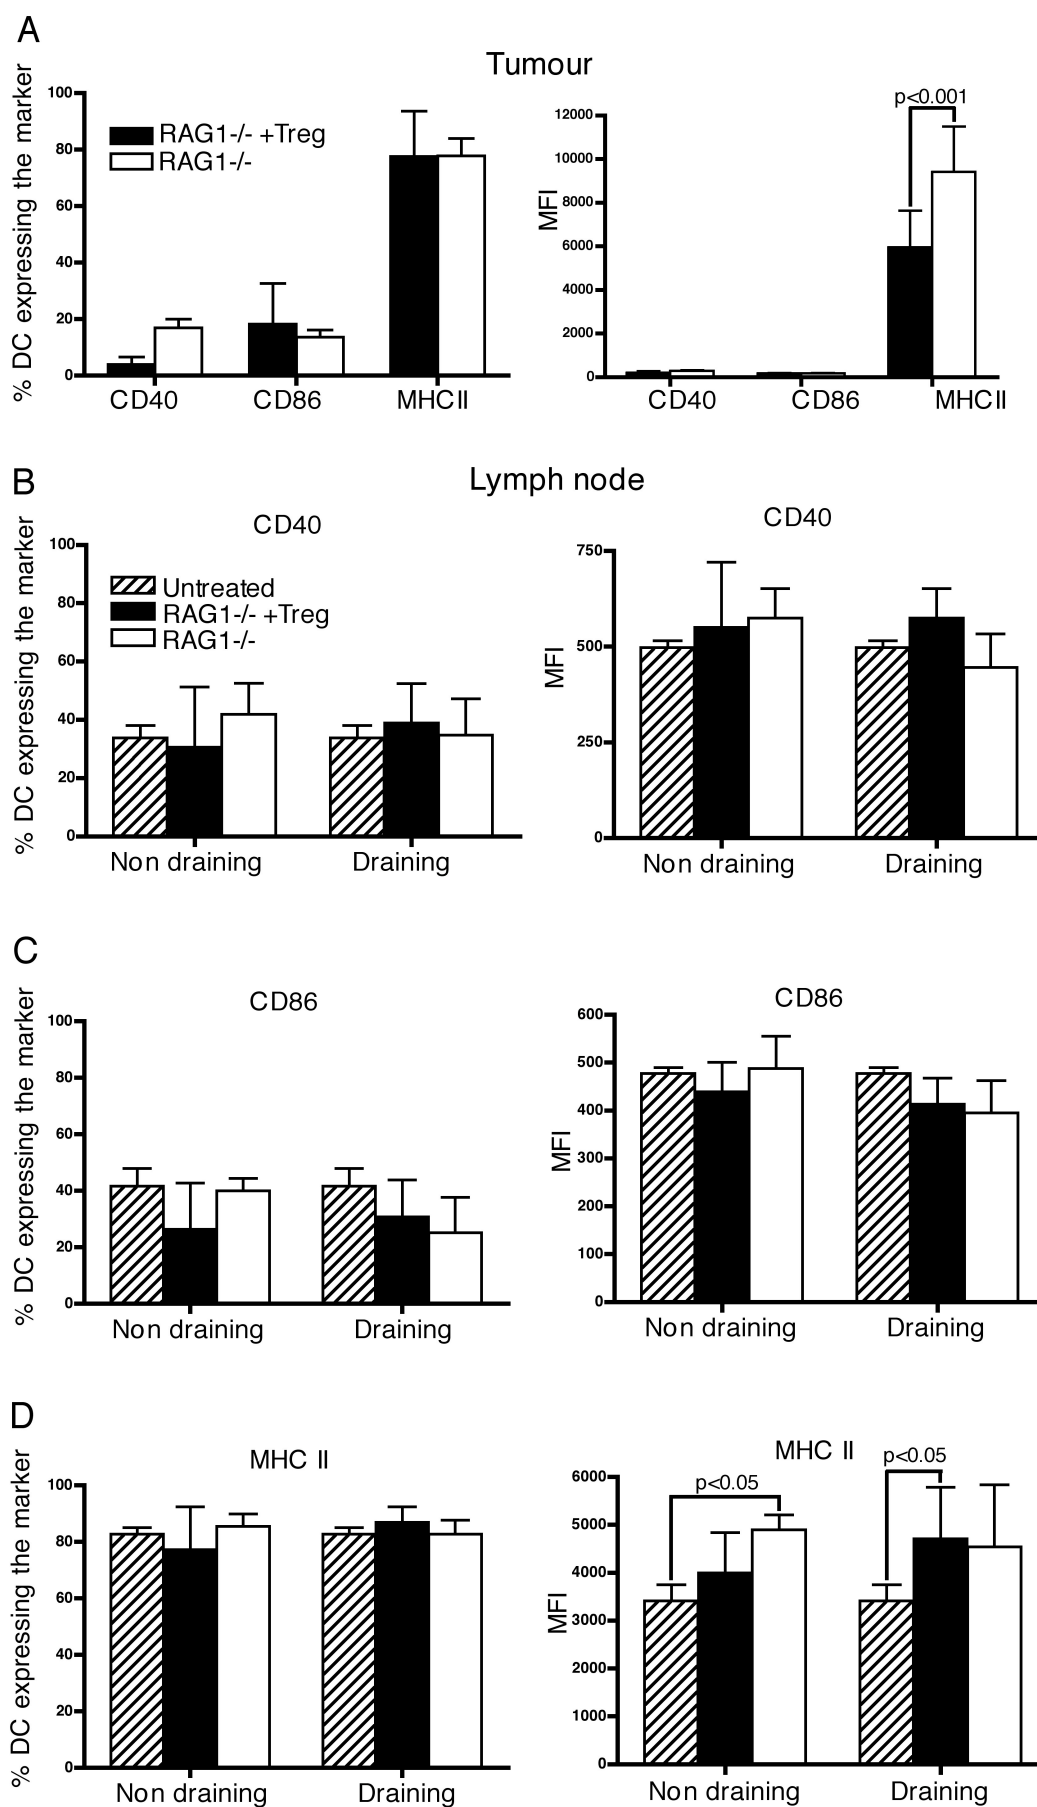 A
Tumour
% DC expressing the marker
100
80
60
40
20
0
RAG1-/- +Treg
RAG1-/-
CD40
CD86
MHCII
MFI
12000
10000
8000
6000
4000
2000
0
p<0.001
CD40
CD86
MHCII
B
Lymph node
CD40
% DC expressing the marker
100
80
60
40
20
0
Untreated
RAG1-/- +Treg
RAG1-/-
Non draining
Draining
CD40
MFI
750
500
250
0
Non draining
Draining
C
CD86
% DC expressing the marker
100
80
60
40
20
0
Non draining
Draining
CD86
MFI
600
500
400
300
200
100
0
Non draining
Draining
D
MHC II
% DC expressing the marker
100
80
60
40
20
0
Non draining
Draining
MHC II
MFI
6000
5000
4000
3000
2000
1000
0
p<0.05
p<0.05
Non draining
Draining